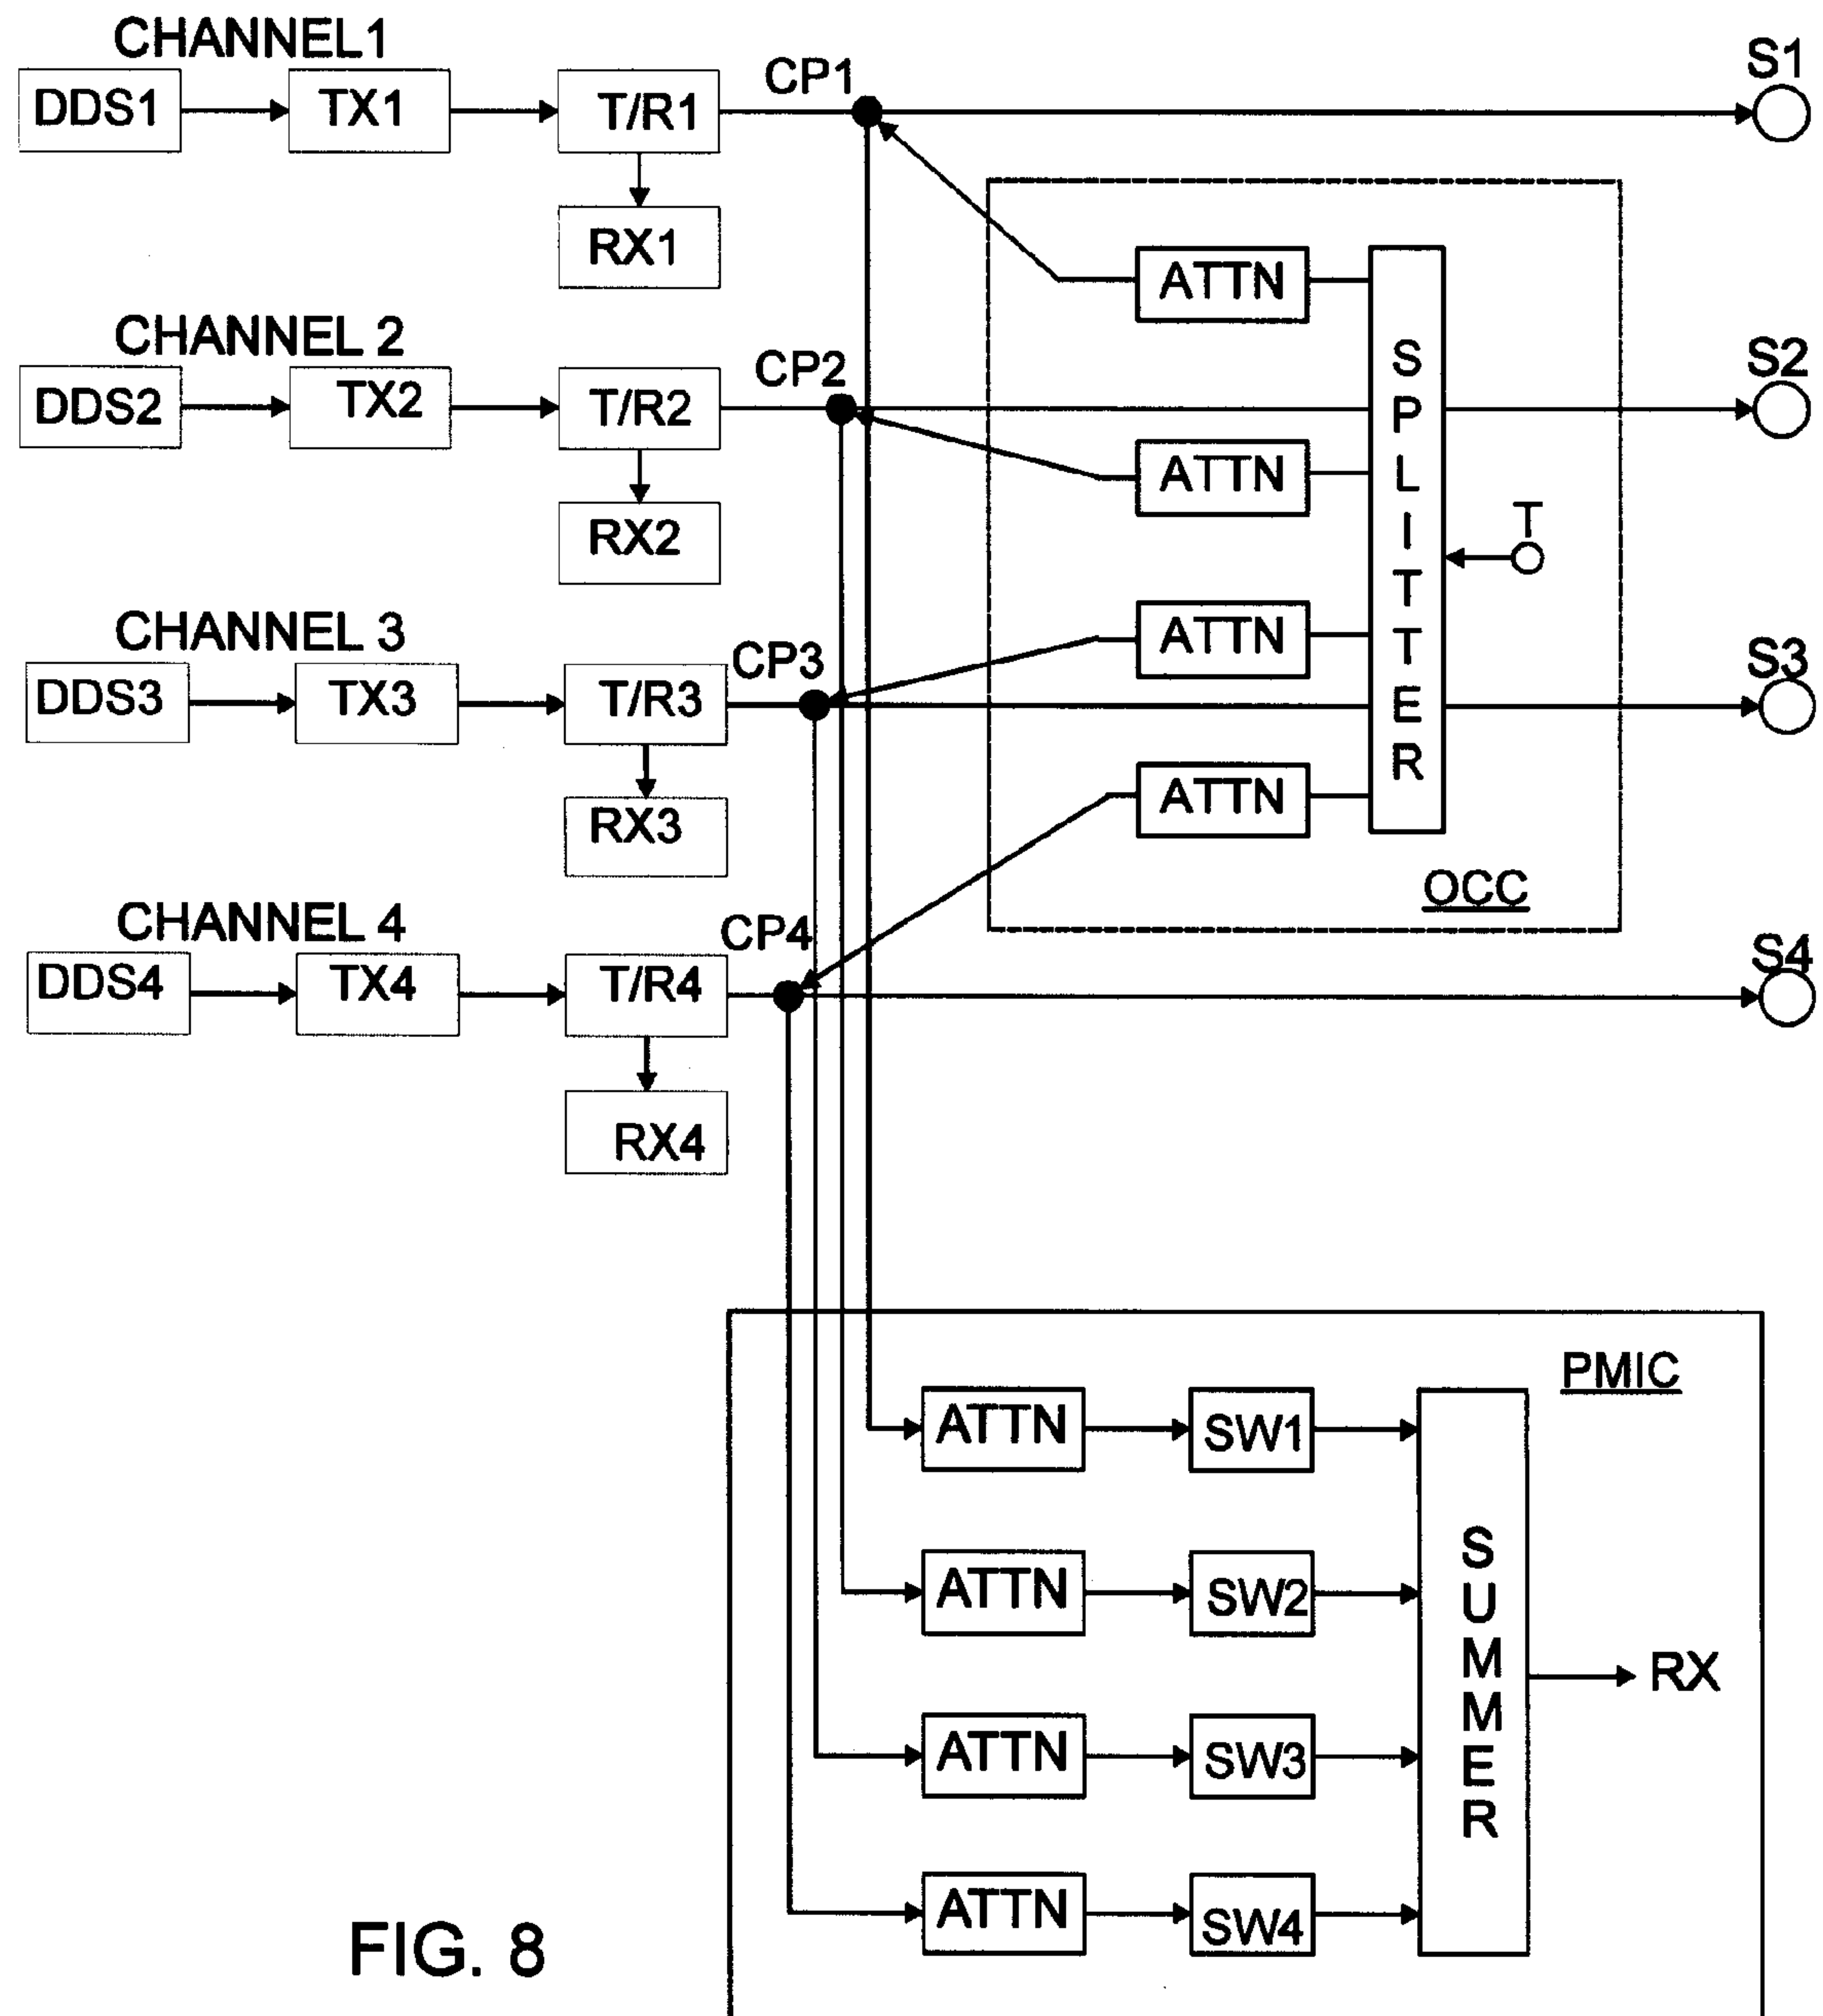 CHANNEL1
DDS1
TX1
T/R1
CP1
S1
RX1
CHANNEL 2
DDS2
TX2
T/R2
CP2
S2
RX2
CHANNEL 3
DDS3
TX3
T/R3
CP3
S3
RX3
CHANNEL 4
DDS4
TX4
T/R4
CP4
S4
RX4
ATTN
ATTN
ATTN
ATTN
SPLITTER
T
OCC
PMIC
ATTN
SW1
ATTN
SW2
ATTN
SW3
ATTN
SW4
SUMMER
RX
FIG. 8